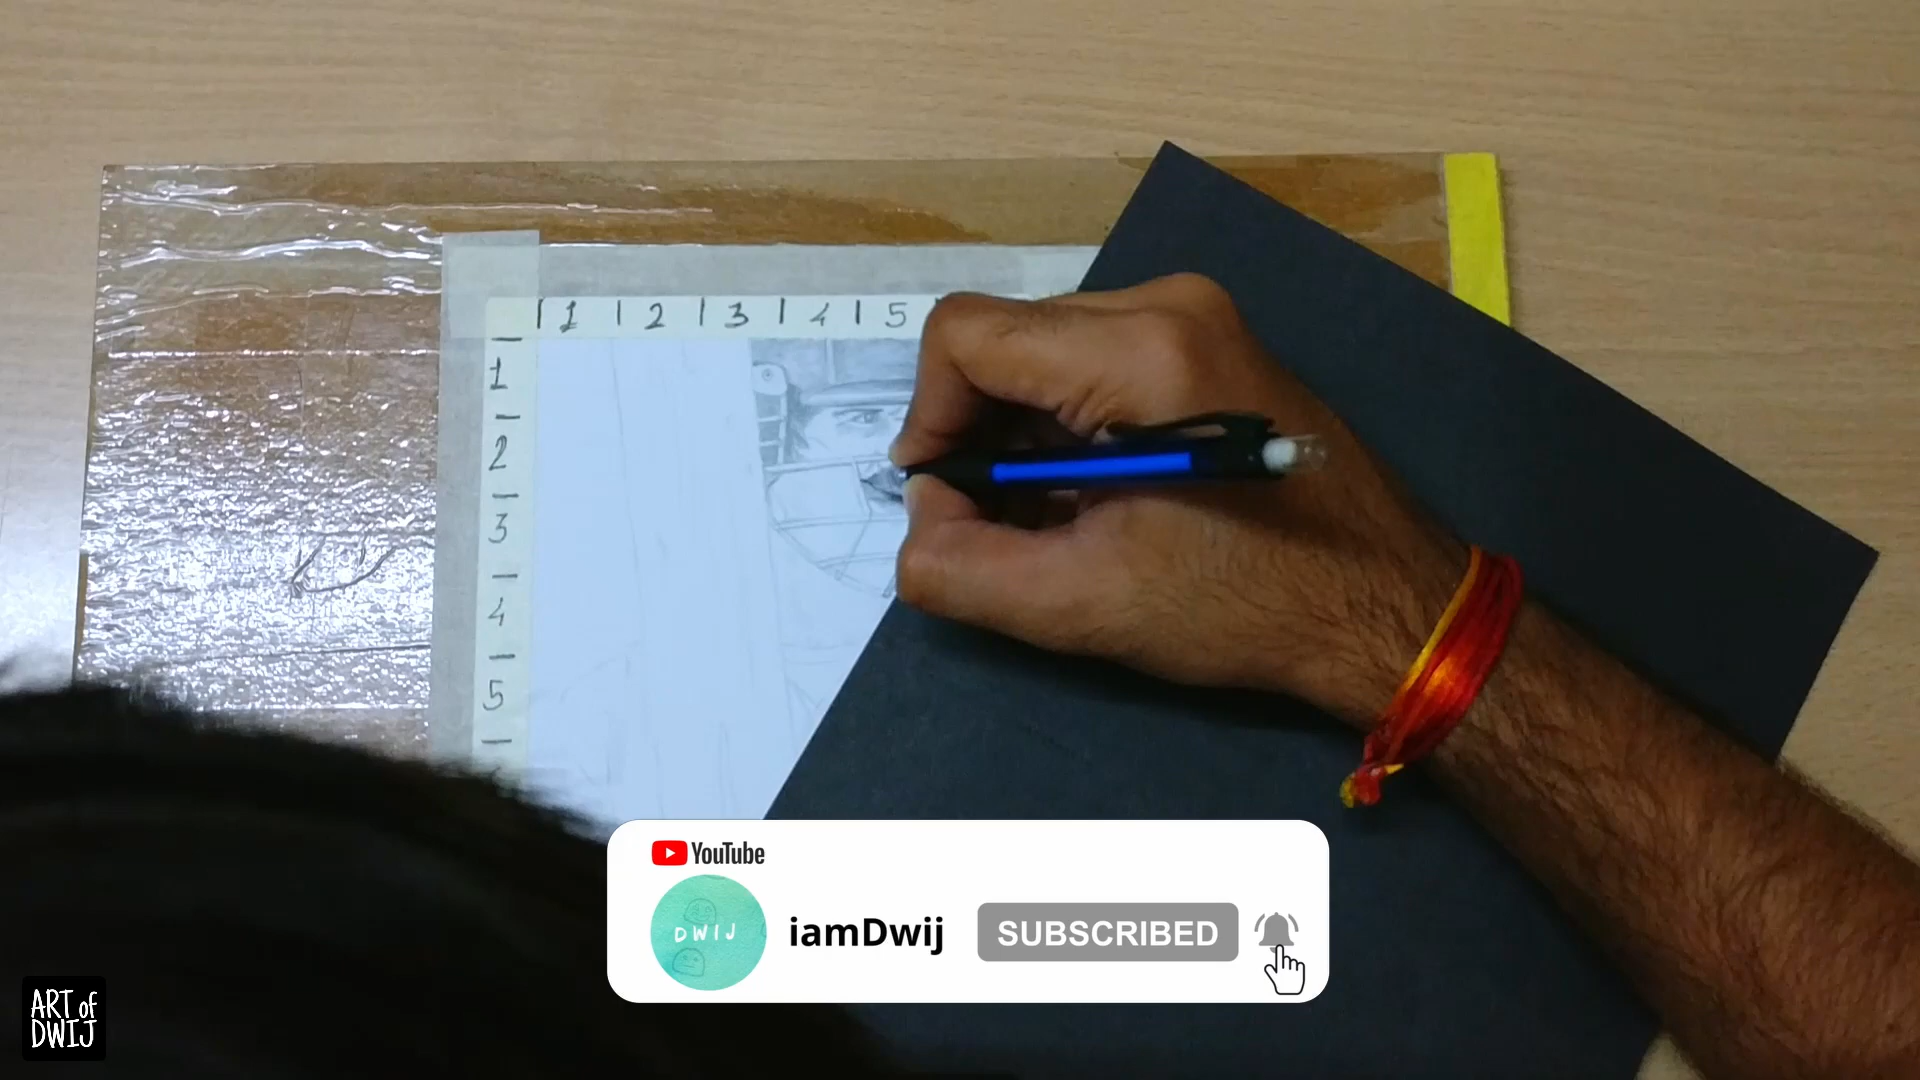 1 2 3 4 5
1
2
3
4
5
YouTube
DWIJ
iamDwij
SUBSCRIBED
ART of
DWIJ